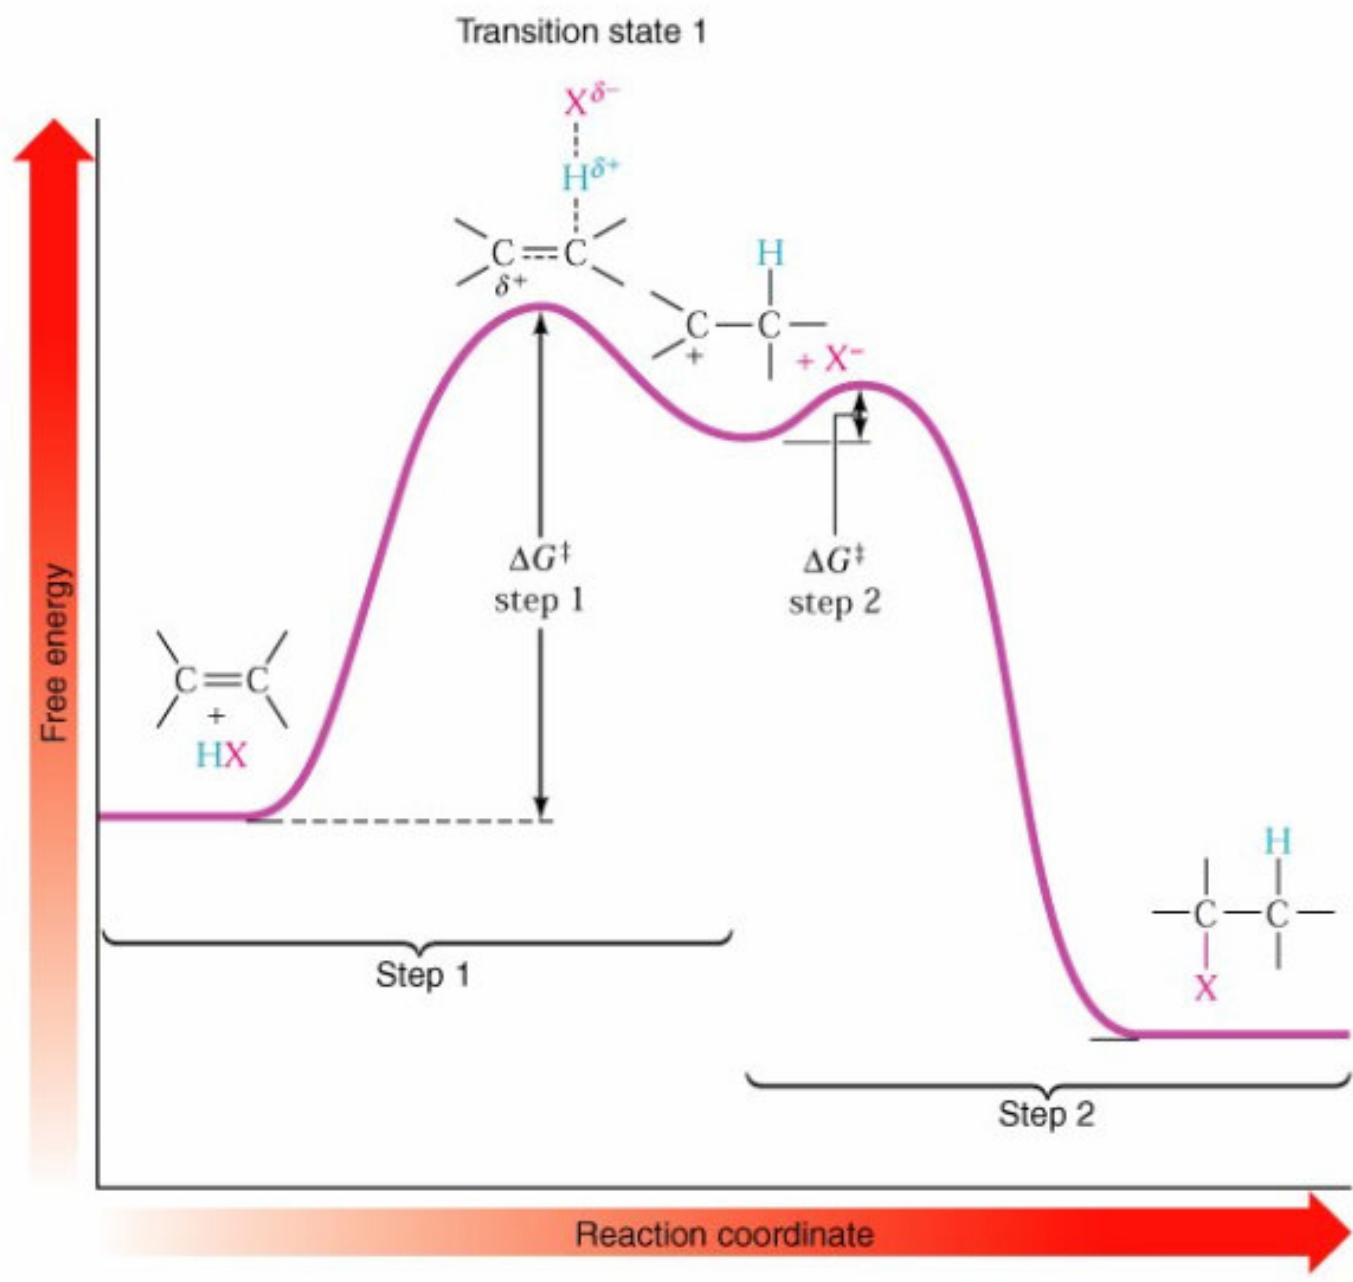 Transition state 1
Xδ−
Hδ+
C=C
δ+
H
C—C—
+
+ X−
ΔG‡
step 1
ΔG‡
step 2
Free energy
C=C
+
HX
H
—C—C—
X
Step 1
Step 2
Reaction coordinate